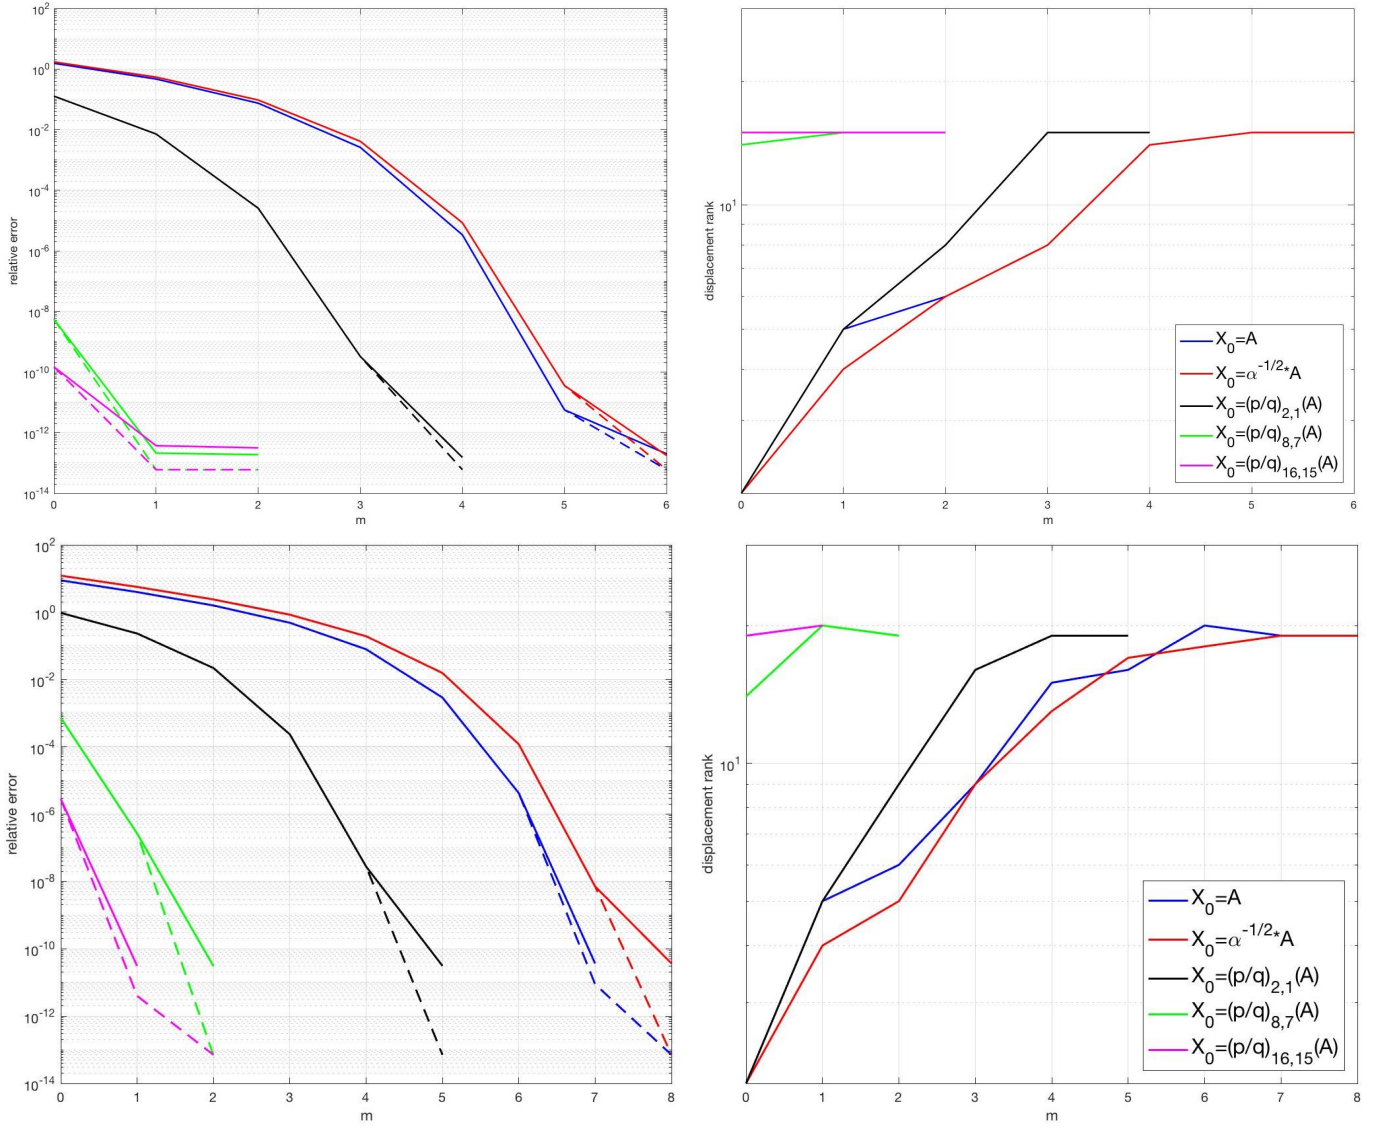 10^2
10^0
10^-2
10^-4
10^-6
10^-8
10^-10
10^-12
10^-14
relative error
0 1 2 3 4 5 6
m
displacement rank
10^1
0 1 2 3 4 5 6
m
X_0=A
X_0=α^-1/2*A
X_0=(p/q)_2,1(A)
X_0=(p/q)_8,7(A)
X_0=(p/q)_16,15(A)
10^2
10^0
10^-2
10^-4
10^-6
10^-8
10^-10
10^-12
10^-14
relative error
0 1 2 3 4 5 6 7 8
m
displacement rank
10^1
0 1 2 3 4 5 6 7 8
m
X_0=A
X_0=α^-1/2*A
X_0=(p/q)_2,1(A)
X_0=(p/q)_8,7(A)
X_0=(p/q)_16,15(A)